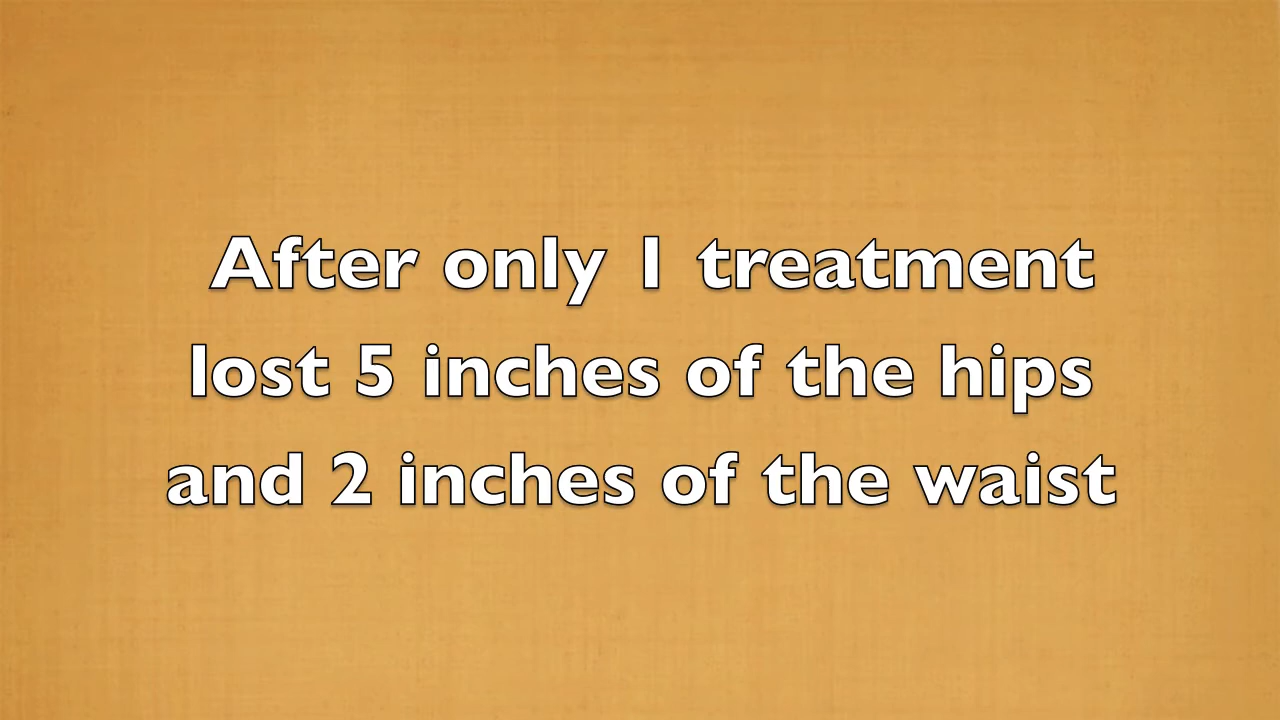 After only 1 treatment
lost 5 inches of the hips
and 2 inches of the waist